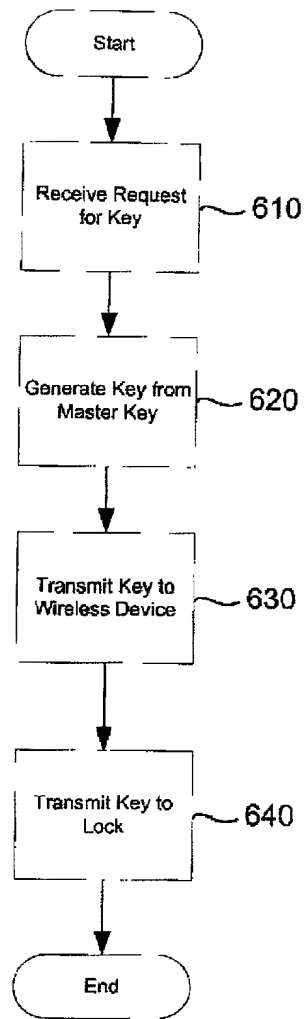 Start
Receive Request
for Key
610
Generate Key from
Master Key
620
Transmit Key to
Wireless Device
630
Transmit Key to
Lock
640
End